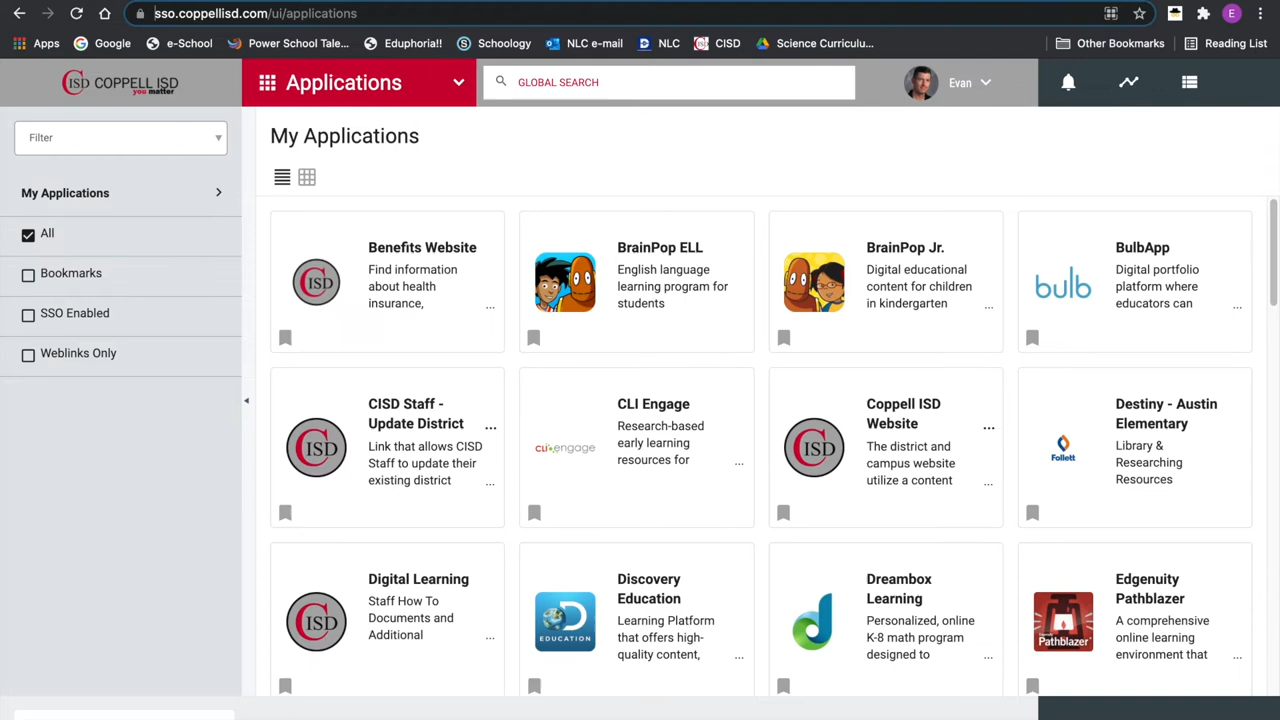 sso.coppellisd.com/ui/applications
E
Apps Google e-School Power School Tale... Eduphoria!! Schoology NLC e-mail NLC CISD Science Curriculu... Other Bookmarks Reading List
CISD COPPELL ISD
you matter
Applications
GLOBAL SEARCH
Evan
Filter
My Applications
All
Bookmarks
SSO Enabled
Weblinks Only
My Applications
CISD
Benefits Website
Find information
about health
insurance,
...
BrainPop ELL
English language
learning program for
students
BrainPop Jr.
Digital educational
content for children
in kindergarten
...
bulb
BulbApp
Digital portfolio
platform where
educators can
...
CISD
CISD Staff -
Update District
...
Link that allows CISD
Staff to update their
existing district
...
CLI engage
CLI Engage
Research-based
early learning
resources for
...
CISD
Coppell ISD
Website
...
The district and
campus website
utilize a content
...
Follett
Destiny - Austin
Elementary
Library &
Researching
Resources
CISD
Digital Learning
Staff How To
Documents and
Additional
...
D
EDUCATION
Discovery
Education
Learning Platform
that offers high-
quality content,
...
d
Dreambox
Learning
Personalized, online
K-8 math program
designed to
...
Pathblazer
Edgenuity
Pathblazer
A comprehensive
online learning
environment that
...